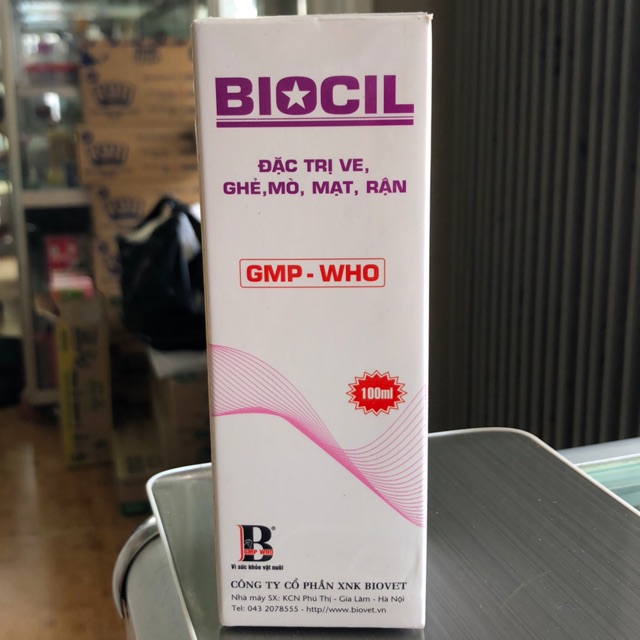 BIOCIL
ĐẶC TRỊ VE,
GHẺ,MÒ, MẠT, RẬN
GMP - WHO
100ml
B
GMP WHO
Vì sức khỏe vật nuôi
CÔNG TY CỔ PHẦN XNK BIOVET
Nhà máy SX: KCN Phú Thị - Gia Lâm - Hà Nội
Tel: 043 2078555 - http//www.biovet.vn